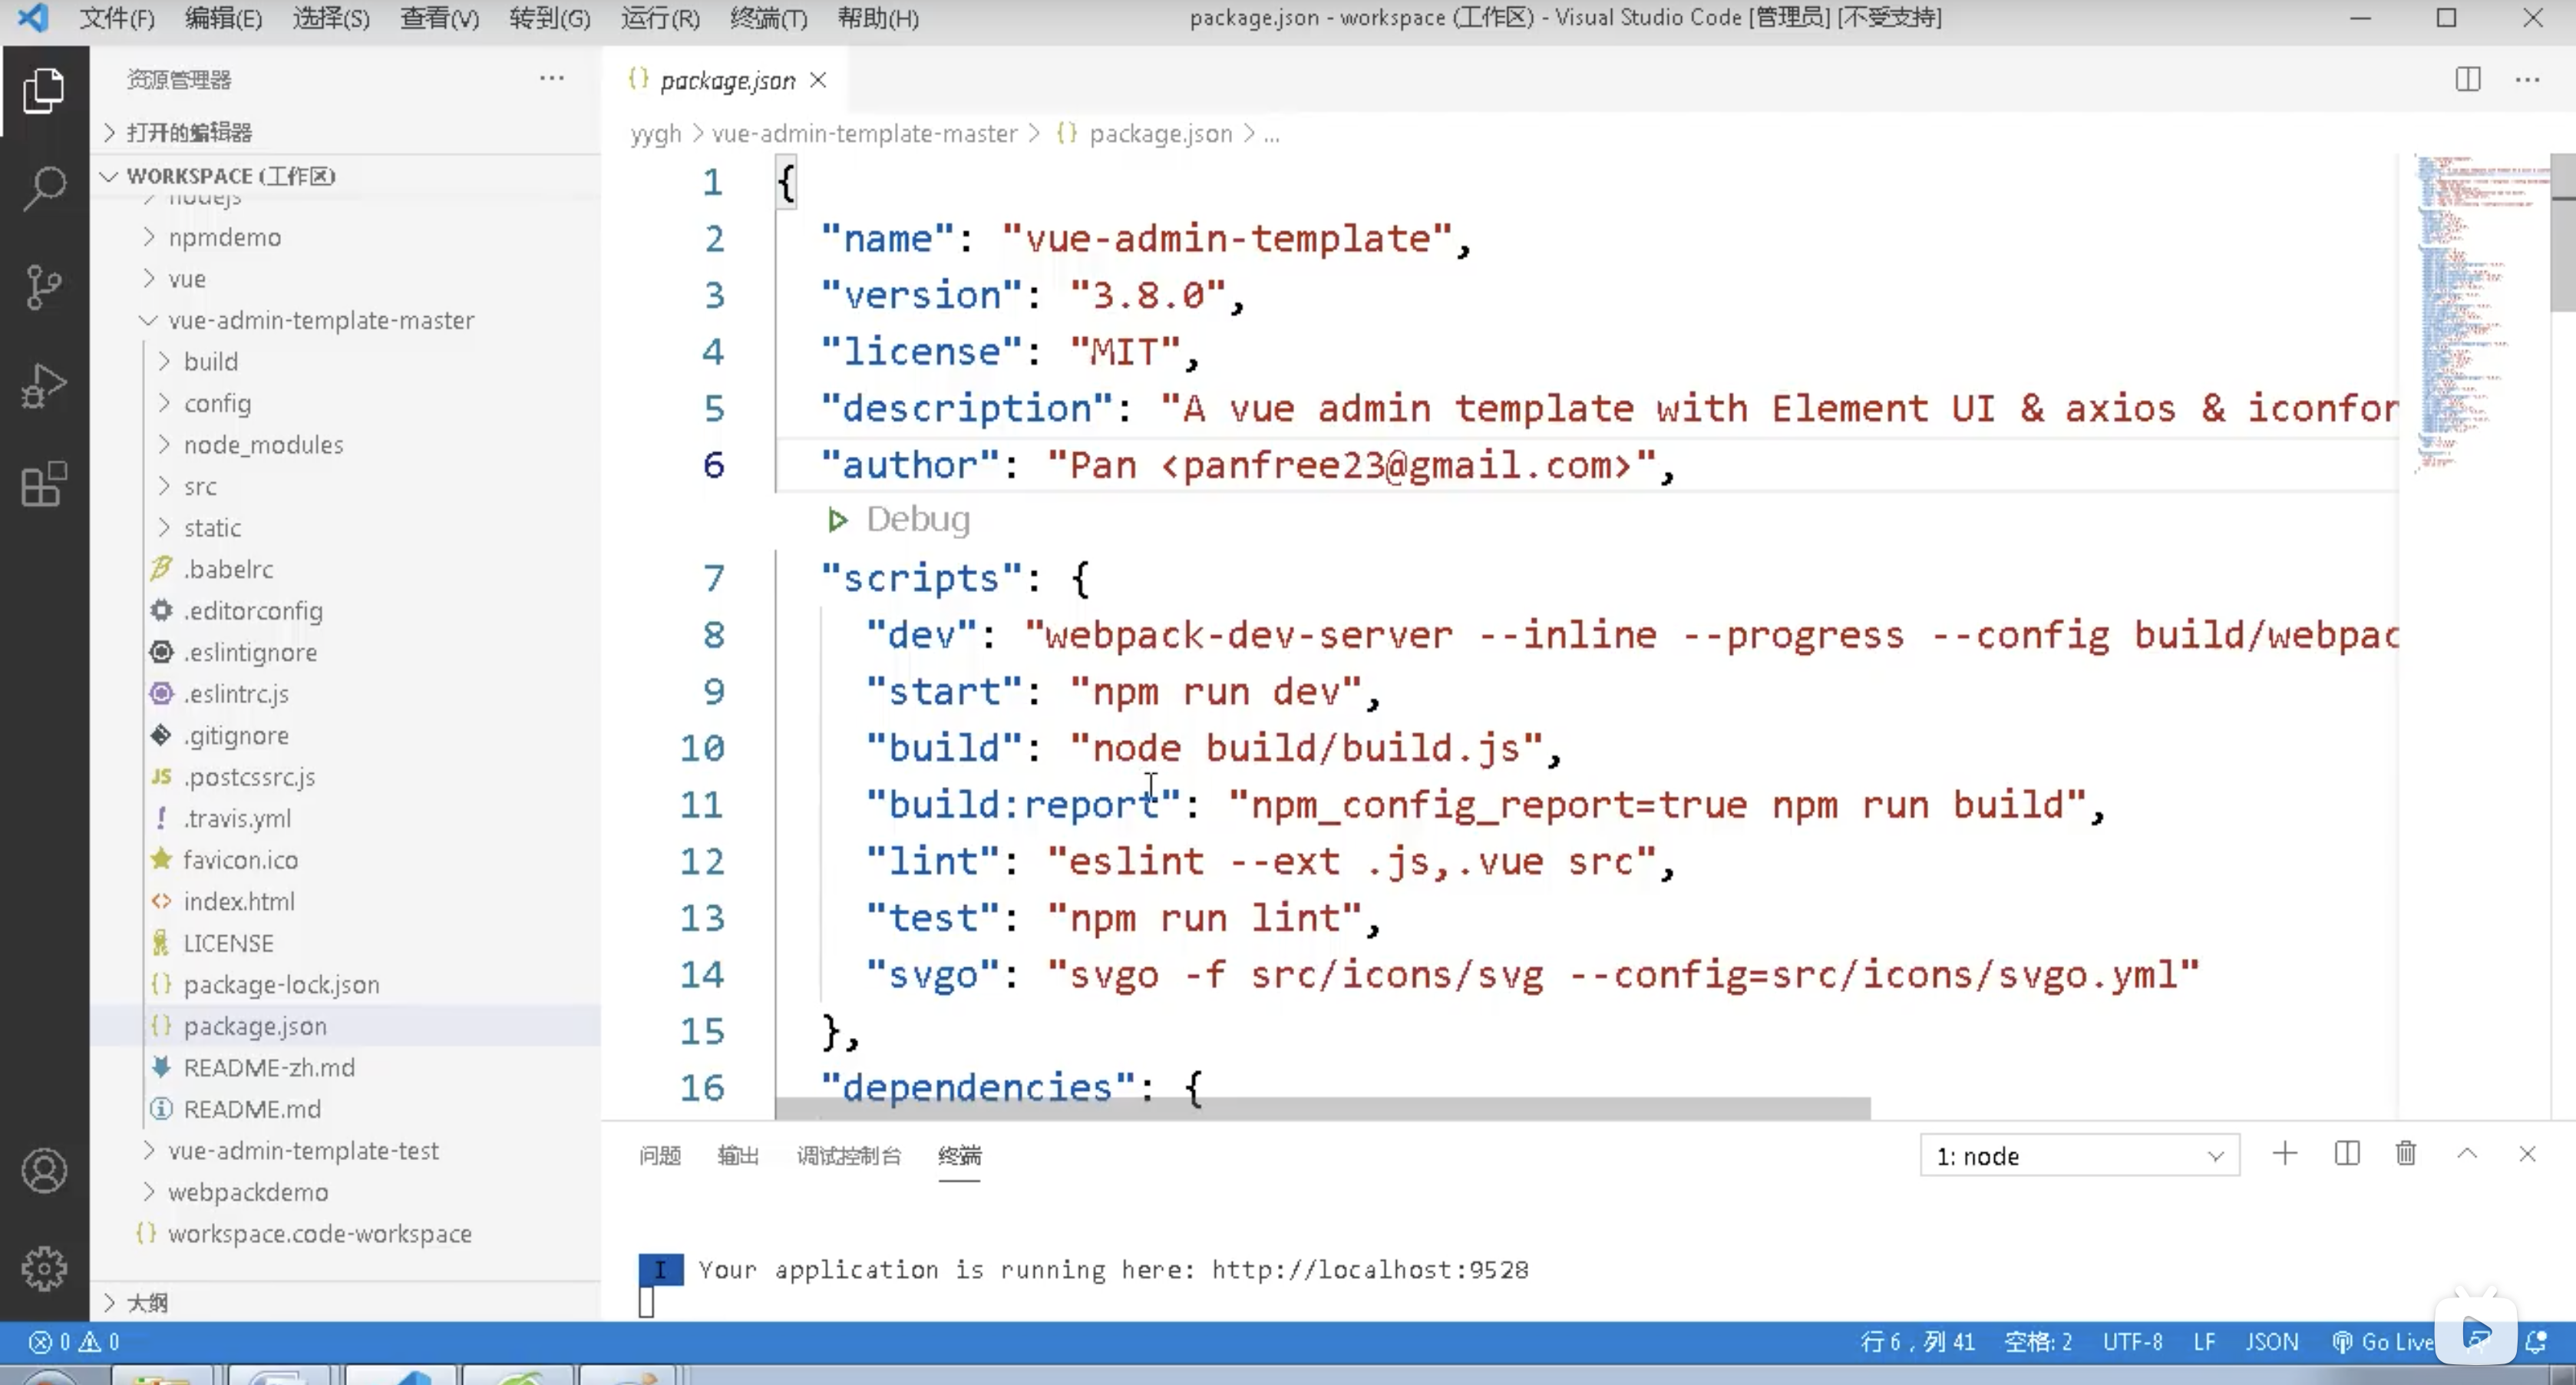 文件(F) 编辑(E) 选择(S) 查看(V) 转到(G) 运行(R) 终端(T) 帮助(H) package.json - workspace (工作区) - Visual Studio Code [管理员] [不受支持]
资源管理器
打开的编辑器
WORKSPACE (工作区)
nodejs
npmdemo
vue
vue-admin-template-master
build
config
node_modules
src
static
.babelrc
.editorconfig
.eslintignore
.eslintrc.js
.gitignore
JS .postcssrc.js
! .travis.yml
favicon.ico
<> index.html
LICENSE
{} package-lock.json
{} package.json
README-zh.md
README.md
vue-admin-template-test
webpackdemo
{} workspace.code-workspace
大纲
{} package.json
yygh > vue-admin-template-master > {} package.json > ...
1 {
2 "name": "vue-admin-template",
3 "version": "3.8.0",
4 "license": "MIT",
5 "description": "A vue admin template with Element UI & axios & iconfon
6 "author": "Pan <panfree23@gmail.com>",
Debug
7 "scripts": {
8 "dev": "webpack-dev-server --inline --progress --config build/webpac
9 "start": "npm run dev",
10 "build": "node build/build.js",
11 "build:report": "npm_config_report=true npm run build",
12 "lint": "eslint --ext .js,.vue src",
13 "test": "npm run lint",
14 "svgo": "svgo -f src/icons/svg --config=src/icons/svgo.yml"
15 },
16 "dependencies": {
问题 输出 调试控制台 终端 1: node
I Your application is running here: http://localhost:9528
0 0 行 6，列 41 空格: 2 UTF-8 LF JSON Go Live